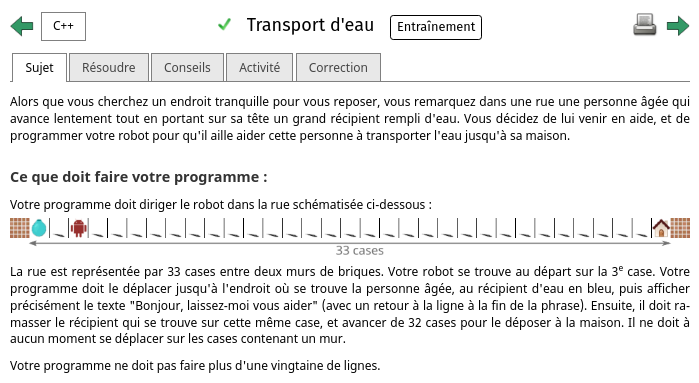 C++
Transport d'eau
Entraînement
Sujet
Résoudre
Conseils
Activité
Correction
Alors que vous cherchez un endroit tranquille pour vous reposer, vous remarquez dans une rue une personne âgée qui
avance lentement tout en portant sur sa tête un grand récipient rempli d'eau. Vous décidez de lui venir en aide, et de
programmer votre robot pour qu'il aille aider cette personne à transporter l'eau jusqu'à sa maison.
Ce que doit faire votre programme :
Votre programme doit diriger le robot dans la rue schématisée ci-dessous :
33 cases
La rue est représentée par 33 cases entre deux murs de briques. Votre robot se trouve au départ sur la 3e case. Votre
programme doit le déplacer jusqu'à l'endroit où se trouve la personne âgée, au récipient d'eau en bleu, puis afficher
précisément le texte "Bonjour, laissez-moi vous aider" (avec un retour à la ligne à la fin de la phrase). Ensuite, il doit ra-
masser le récipient qui se trouve sur cette même case, et avancer de 32 cases pour le déposer à la maison. Il ne doit à
aucun moment se déplacer sur les cases contenant un mur.
Votre programme ne doit pas faire plus d'une vingtaine de lignes.